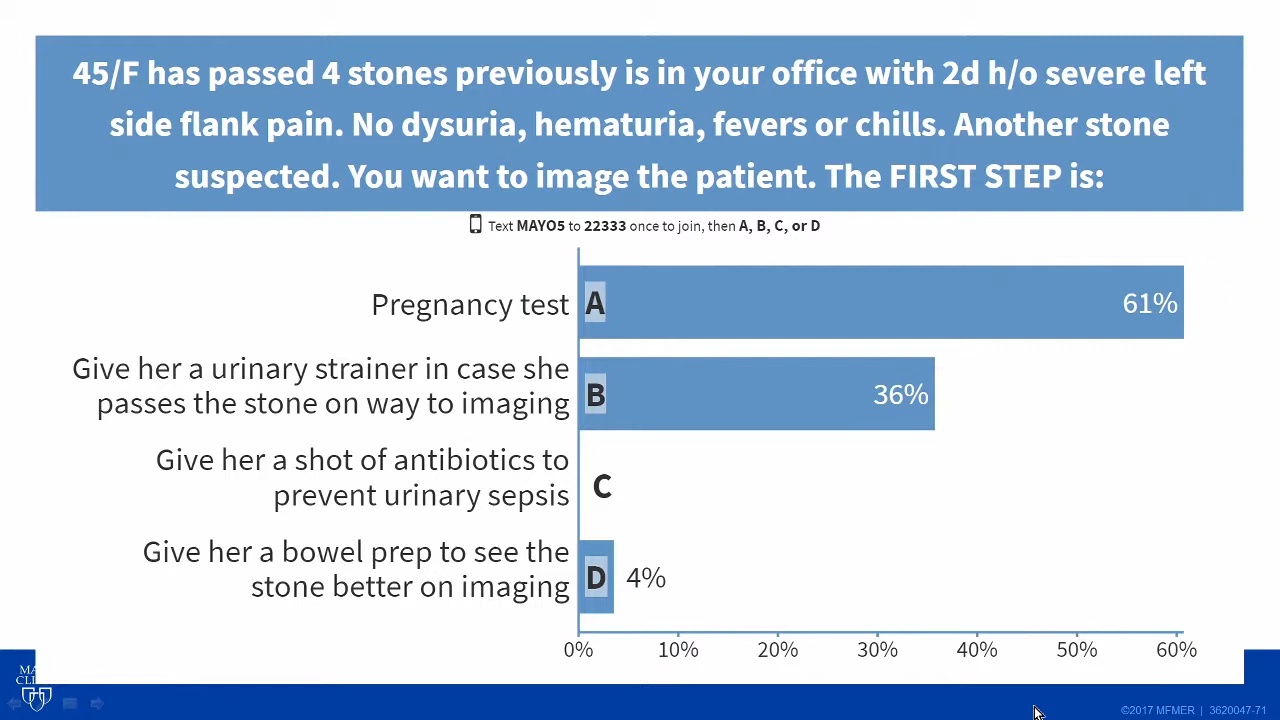 45/F has passed 4 stones previously is in your office with 2d h/o severe left
side flank pain. No dysuria, hematuria, fevers or chills. Another stone
suspected. You want to image the patient. The FIRST STEP is:
Text MAYO5 to 22333 once to join, then A, B, C, or D
Pregnancy test A 61%
Give her a urinary strainer in case she
passes the stone on way to imaging B 36%
Give her a shot of antibiotics to
prevent urinary sepsis C
Give her a bowel prep to see the
stone better on imaging D 4%
0% 10% 20% 30% 40% 50% 60%
©2017 MFMER | 3620047-71